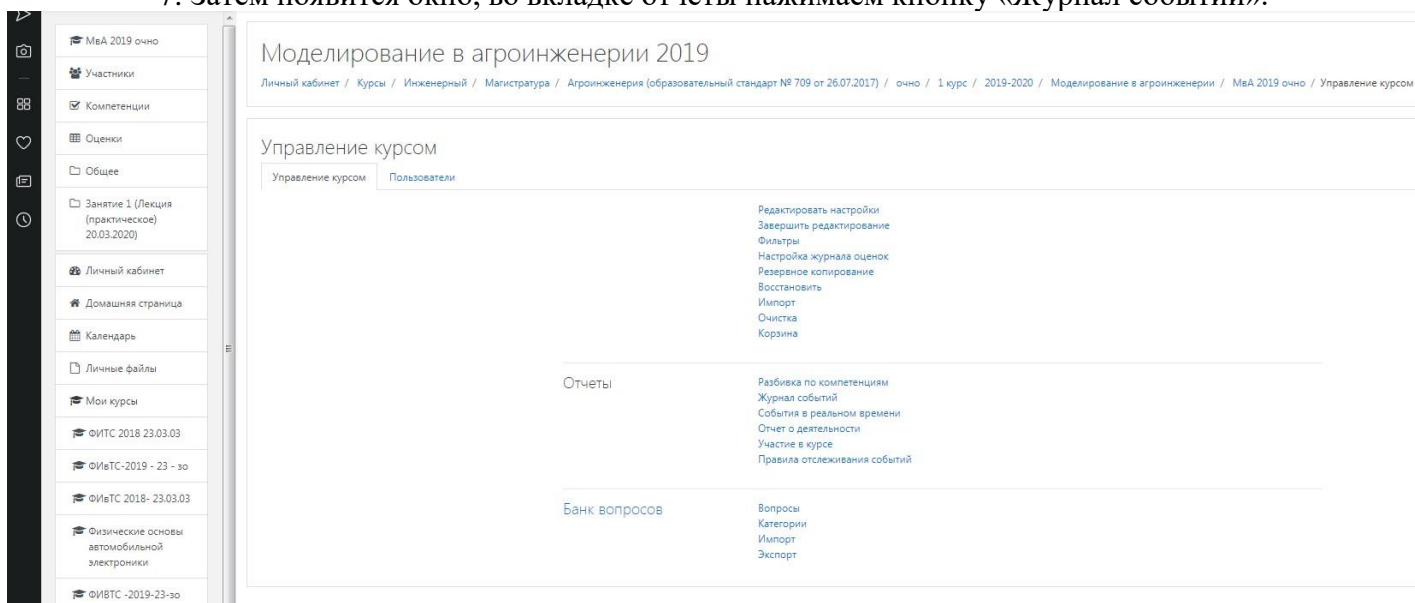 7. Затем появится окно, во вкладке отчеты нажимаем кнопку «Журнал событий».
МвА 2019 очно
Участники
Компетенции
Оценки
Общее
Занятие 1 (Лекция
(практическое)
20.03.2020)
Личный кабинет
Домашняя страница
Календарь
Личные файлы
Мои курсы
ФИТС 2018 23.03.03
ФИвТС-2019 - 23 - зо
ФИвТС 2018- 23.03.03
Физические основы
автомобильной
электроники
ФИВТС -2019-23-зо
Моделирование в агроинженерии 2019
Личный кабинет / Курсы / Инженерный / Магистратура / Агроинженерия (образовательный стандарт № 709 от 26.07.2017) / очно / 1 курс / 2019-2020 / Моделирование в агроинженерии / МвА 2019 очно / Управление курсом
Управление курсом
Управление курсом Пользователи
Редактировать настройки
Завершить редактирование
Фильтры
Настройка журнала оценок
Резервное копирование
Восстановить
Импорт
Очистка
Корзина
Отчеты
Разбивка по компетенциям
Журнал событий
События в реальном времени
Отчет о деятельности
Участие в курсе
Правила отслеживания событий
Банк вопросов
Вопросы
Категории
Импорт
Экспорт